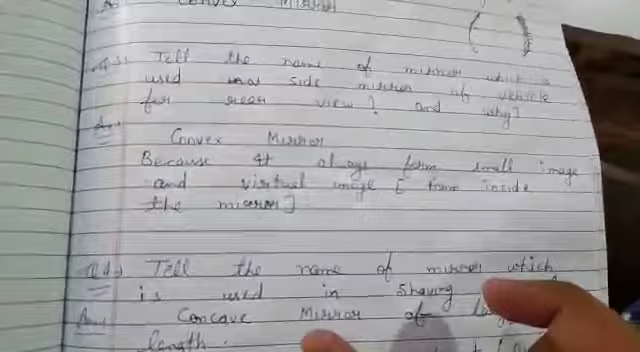 Convex Mirror
Tell the name of mirror which is
used as side mirror of vehicle
for rear view? and why?
Ans:
Convex Mirror
Because It always form small image
and virtual image [ form inside
the mirror]
Q4.) Tell the name of mirror which
is used in shaving
Ans: Concave Mirror of
length.